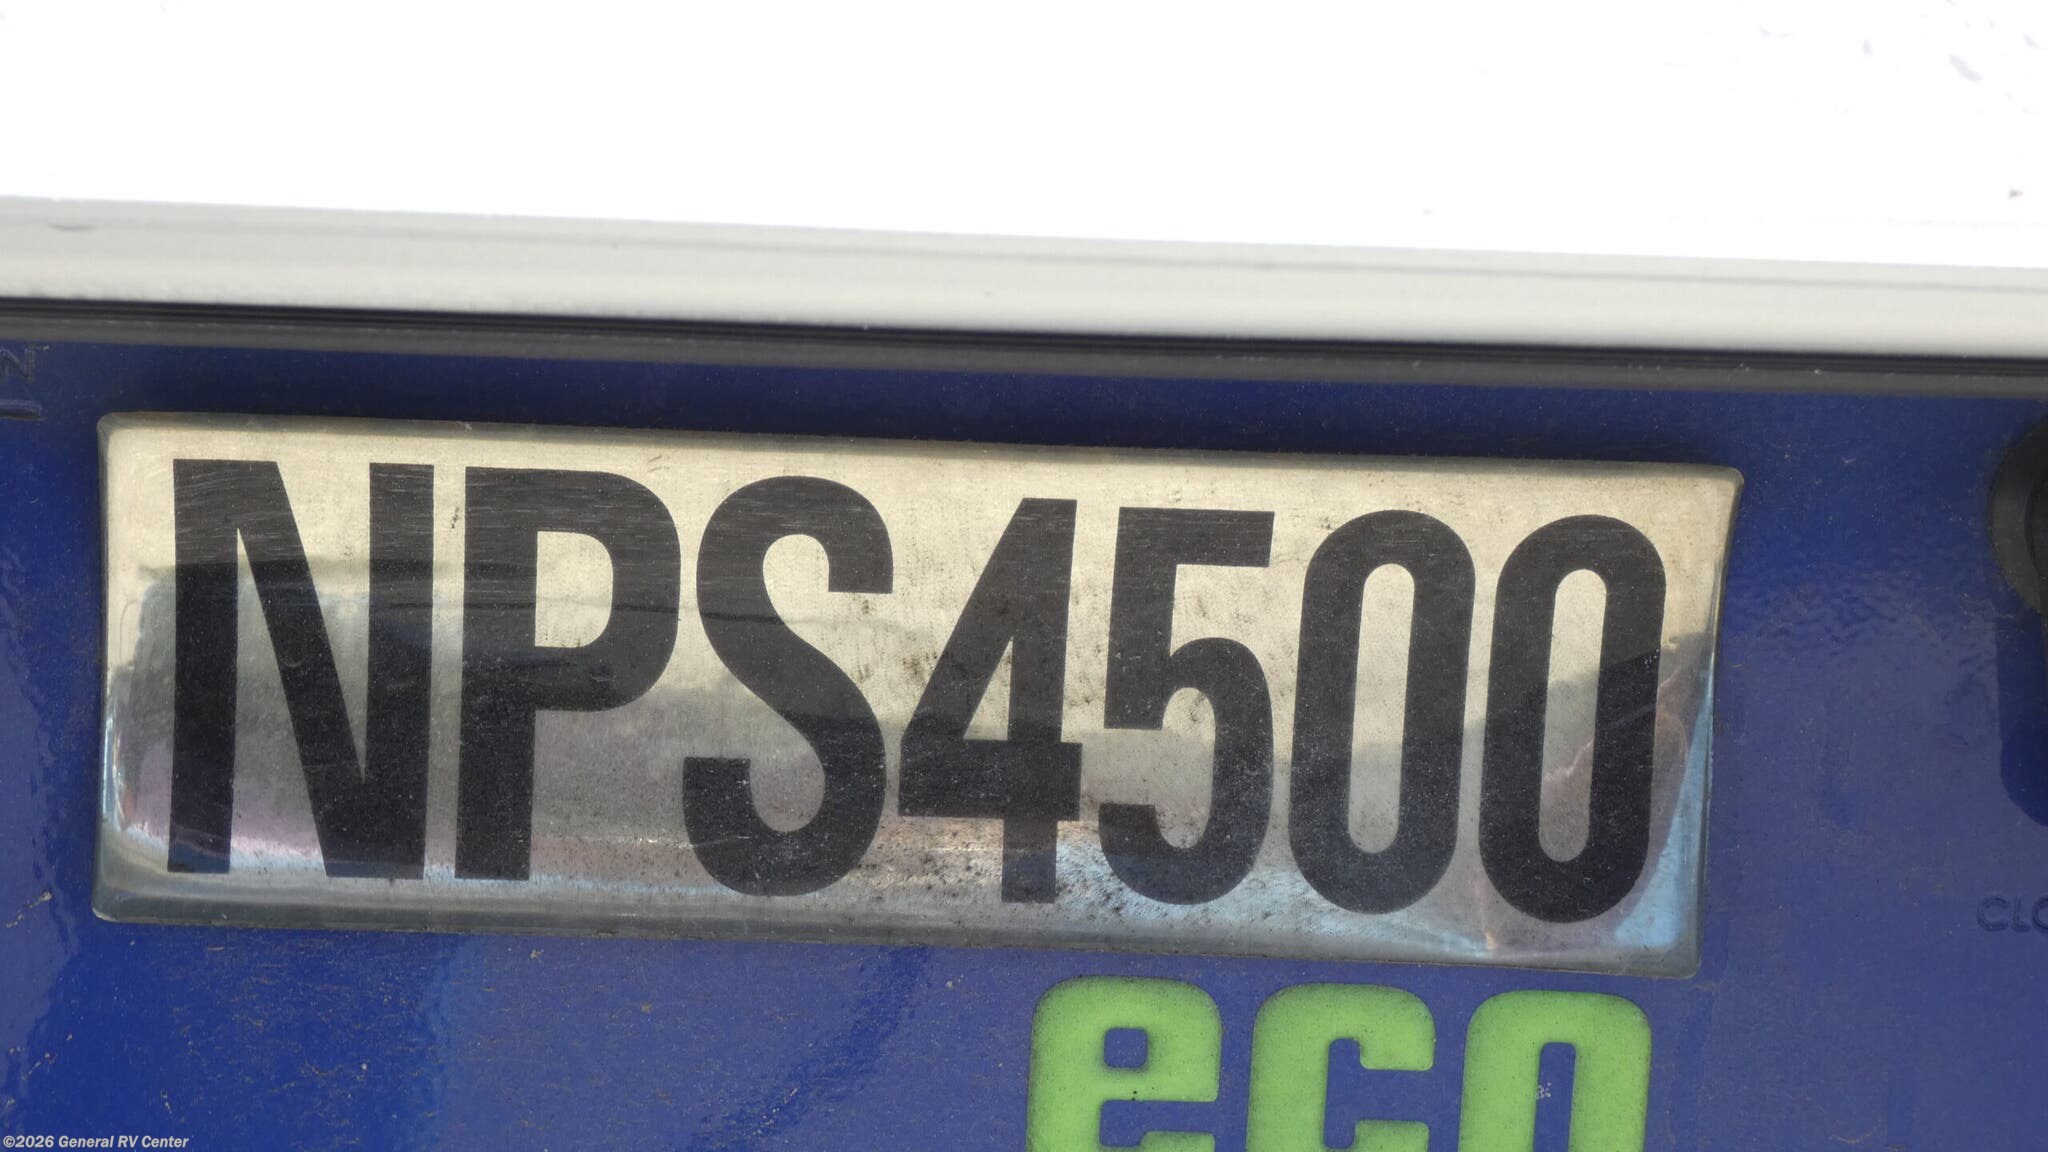 NPS4500
eco
©2026 General RV Center